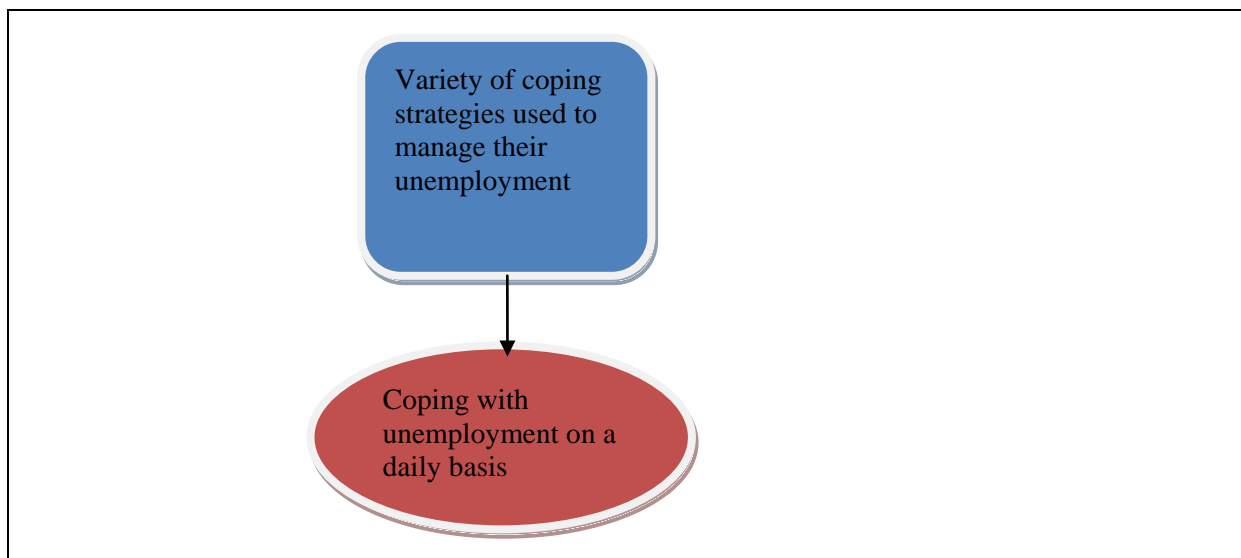 Variety of coping
strategies used to
manage their
unemployment
Coping with
unemployment on a
daily basis